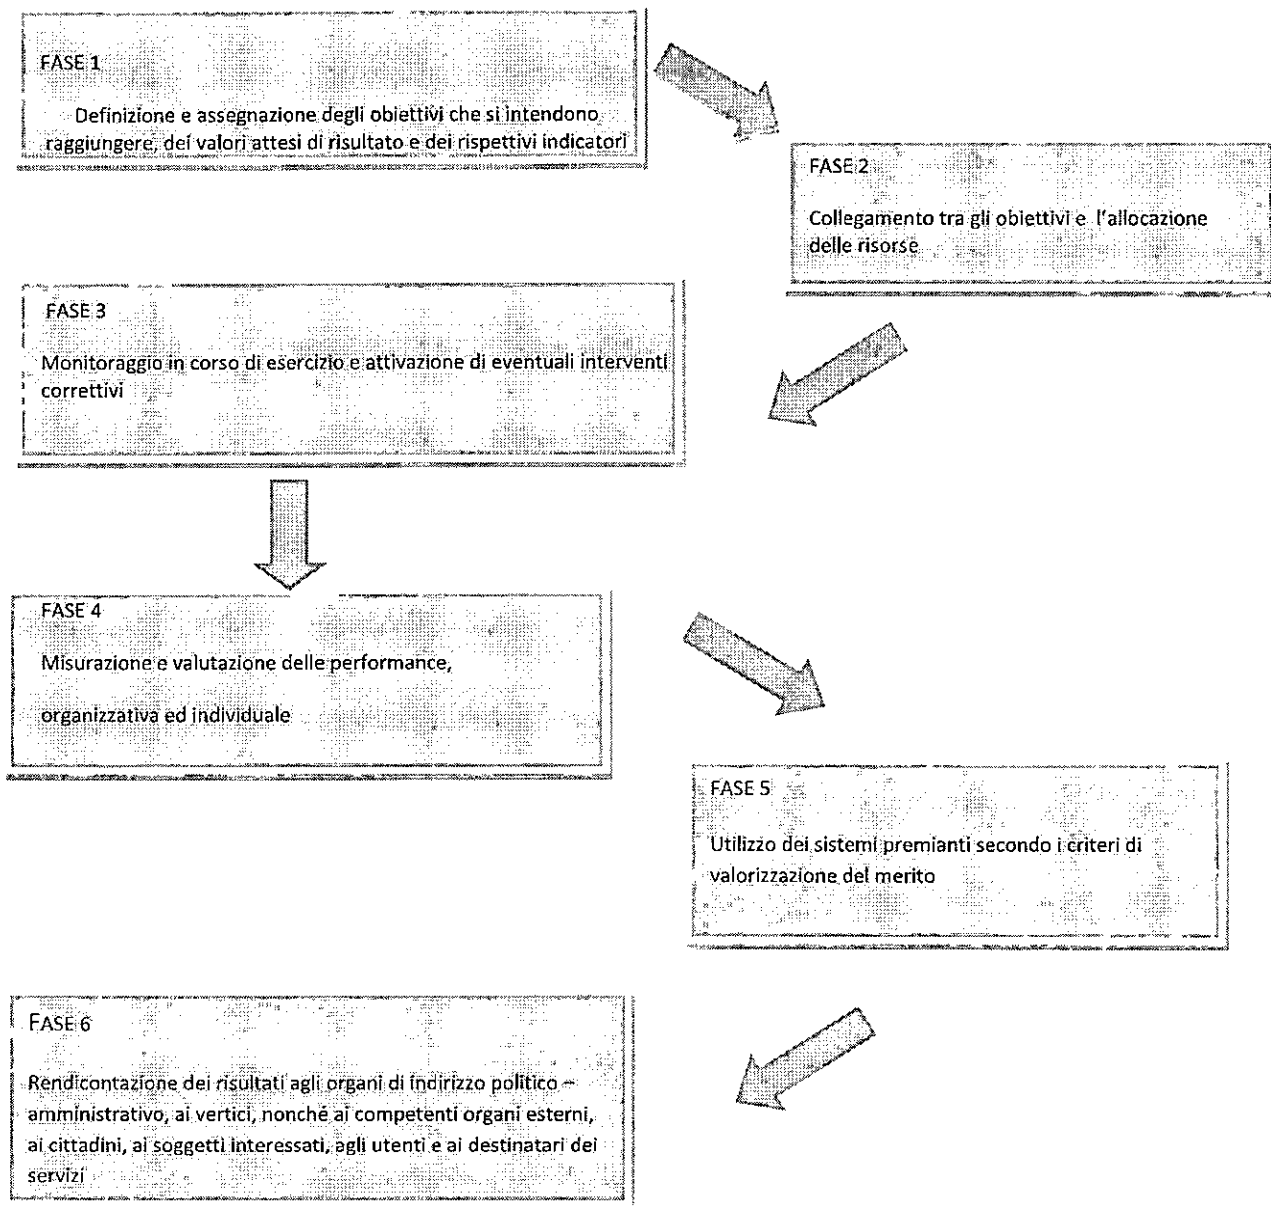 FASE 1
Definizione e assegnazione degli obiettivi che si intendono
raggiungere, dei valori attesi di risultato e dei rispettivi indicatori
FASE 2
Collegamento tra gli obiettivi e l'allocazione
delle risorse
FASE 3
Monitoraggio in corso di esercizio e attivazione di eventuali interventi
correttivi
FASE 4
Misurazione e valutazione delle performance,
organizzativa ed individuale
FASE 5
Utilizzo dei sistemi premianti secondo i criteri di
valorizzazione del merito
FASE 6
Rendicontazione dei risultati agli organi di indirizzo politico –
amministrativo, ai vertici, nonché ai competenti organi esterni,
ai cittadini, ai soggetti interessati, agli utenti e ai destinatari dei
servizi